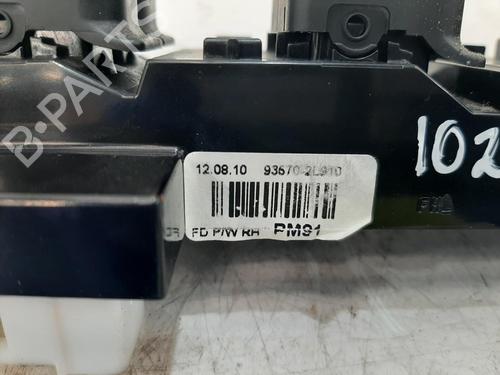 B-PARTS
102
12.08.10 93570-2L910
FD P/W RH PM91